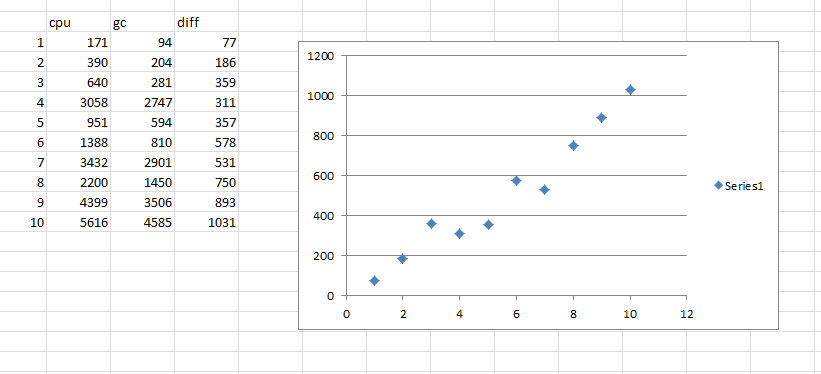 cpu gc diff
1 171 94 77
2 390 204 186
3 640 281 359
4 3058 2747 311
5 951 594 357
6 1388 810 578
7 3432 2901 531
8 2200 1450 750
9 4399 3506 893
10 5616 4585 1031
1200
1000
800
600
400
200
0
0 2 4 6 8 10 12
Series1